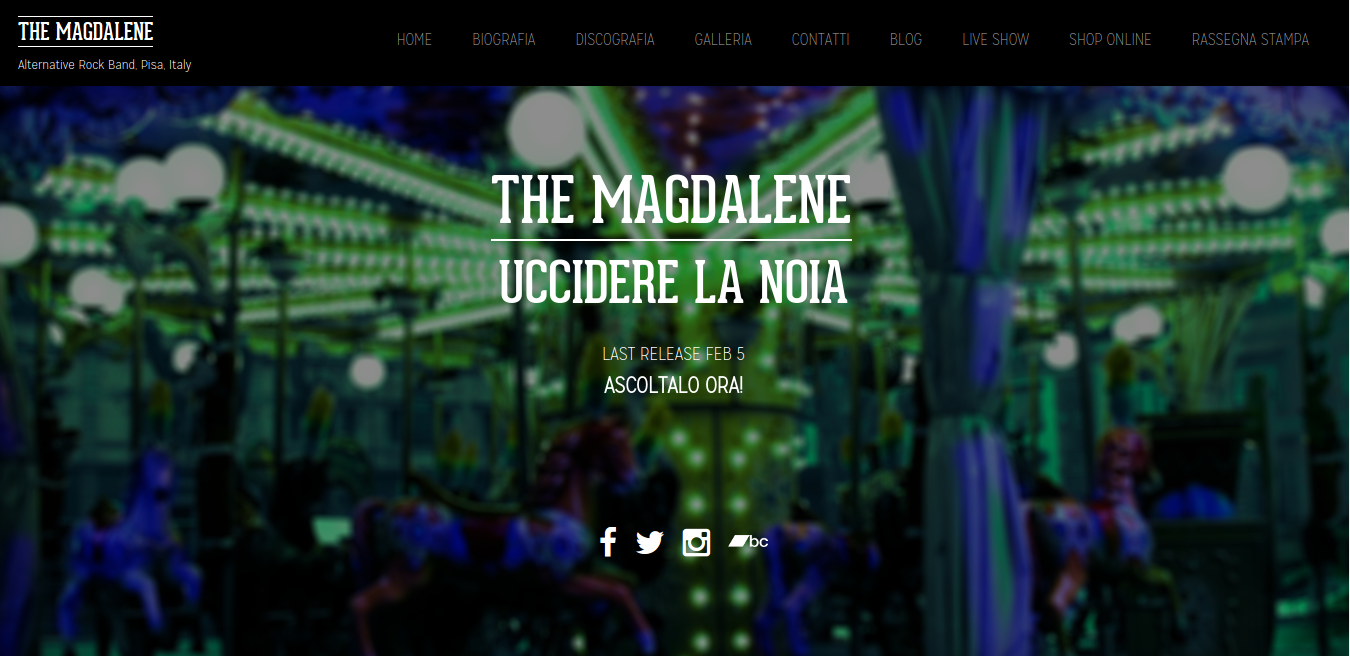 THE MAGDALENE
Alternative Rock Band, Pisa, Italy
HOME BIOGRAFIA DISCOGRAFIA GALLERIA CONTATTI BLOG LIVE SHOW SHOP ONLINE RASSEGNA STAMPA
THE MAGDALENE
UCCIDERE LA NOIA
LAST RELEASE FEB 5
ASCOLTALO ORA!
bc